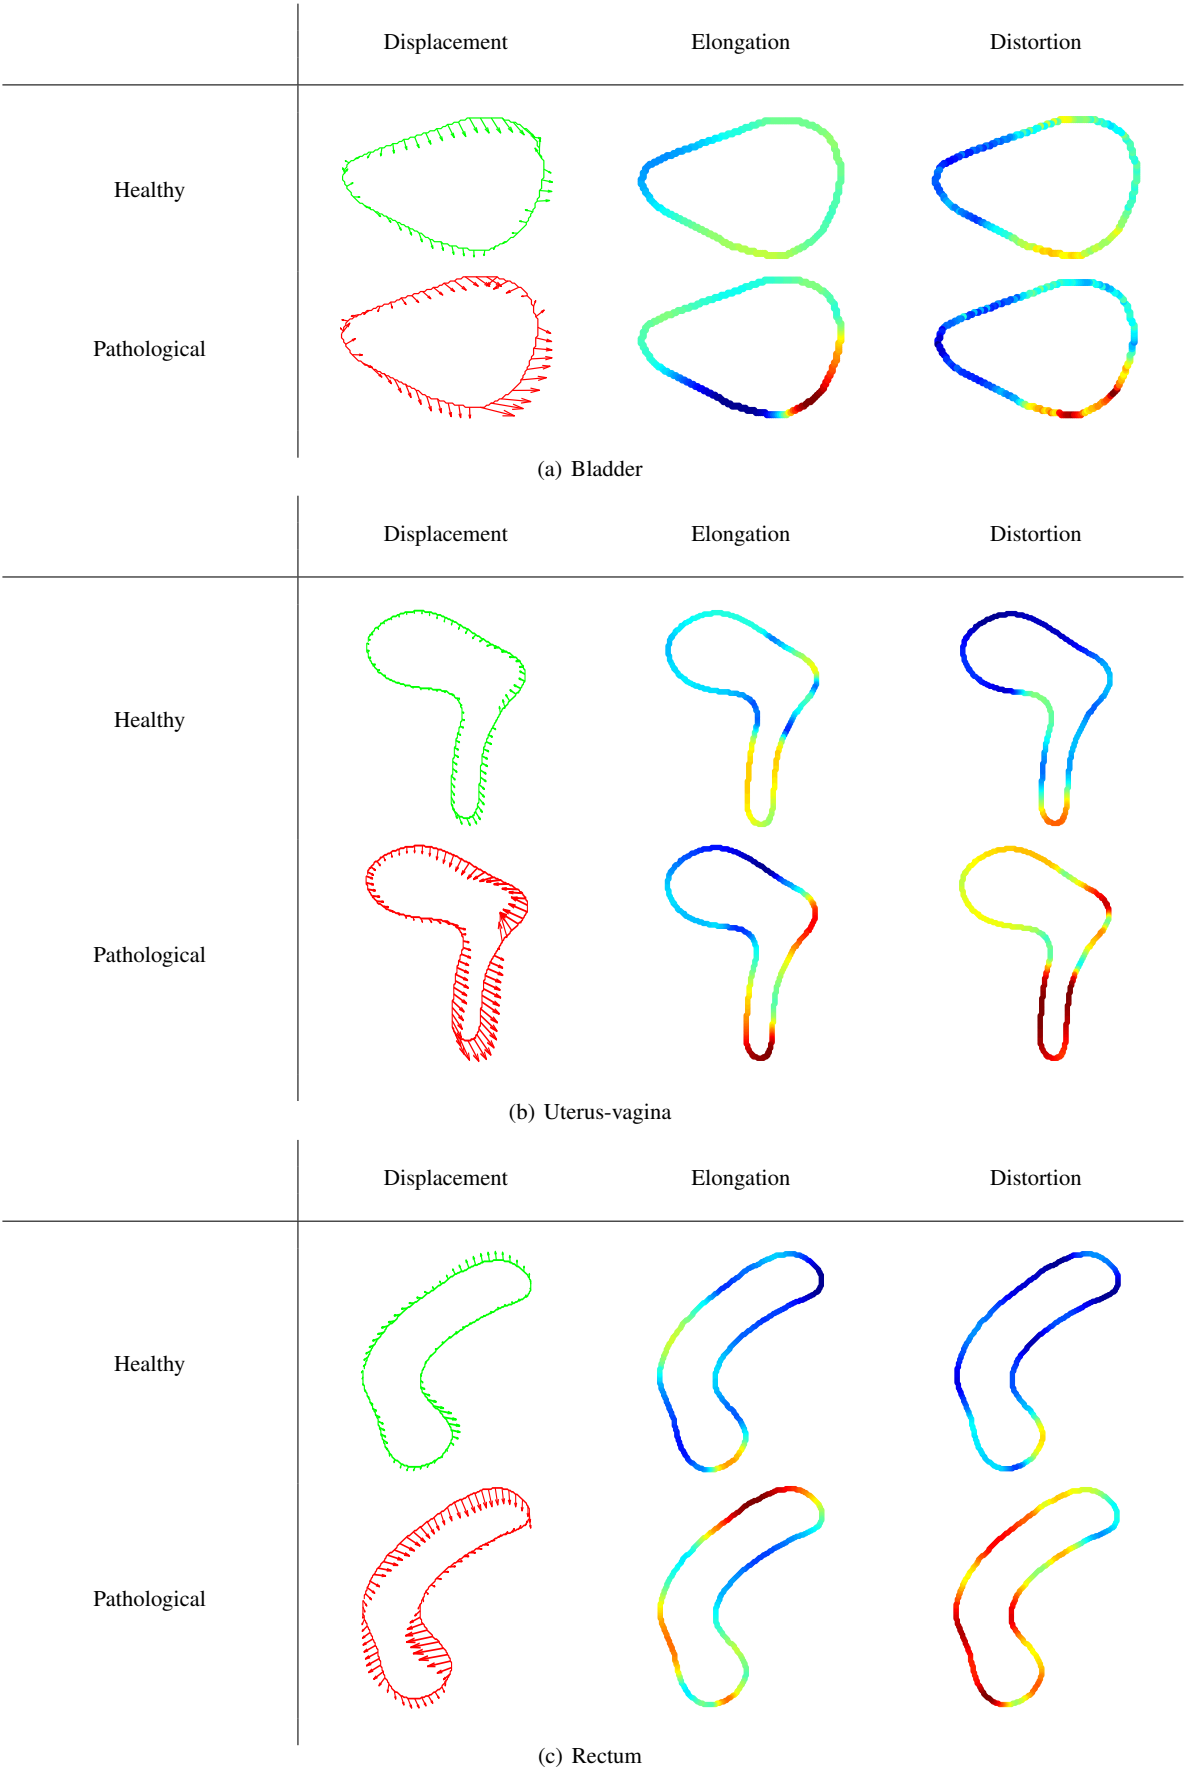 Displacement Elongation Distortion
Healthy
Pathological
(a) Bladder
Displacement Elongation Distortion
Healthy
Pathological
(b) Uterus-vagina
Displacement Elongation Distortion
Healthy
Pathological
(c) Rectum